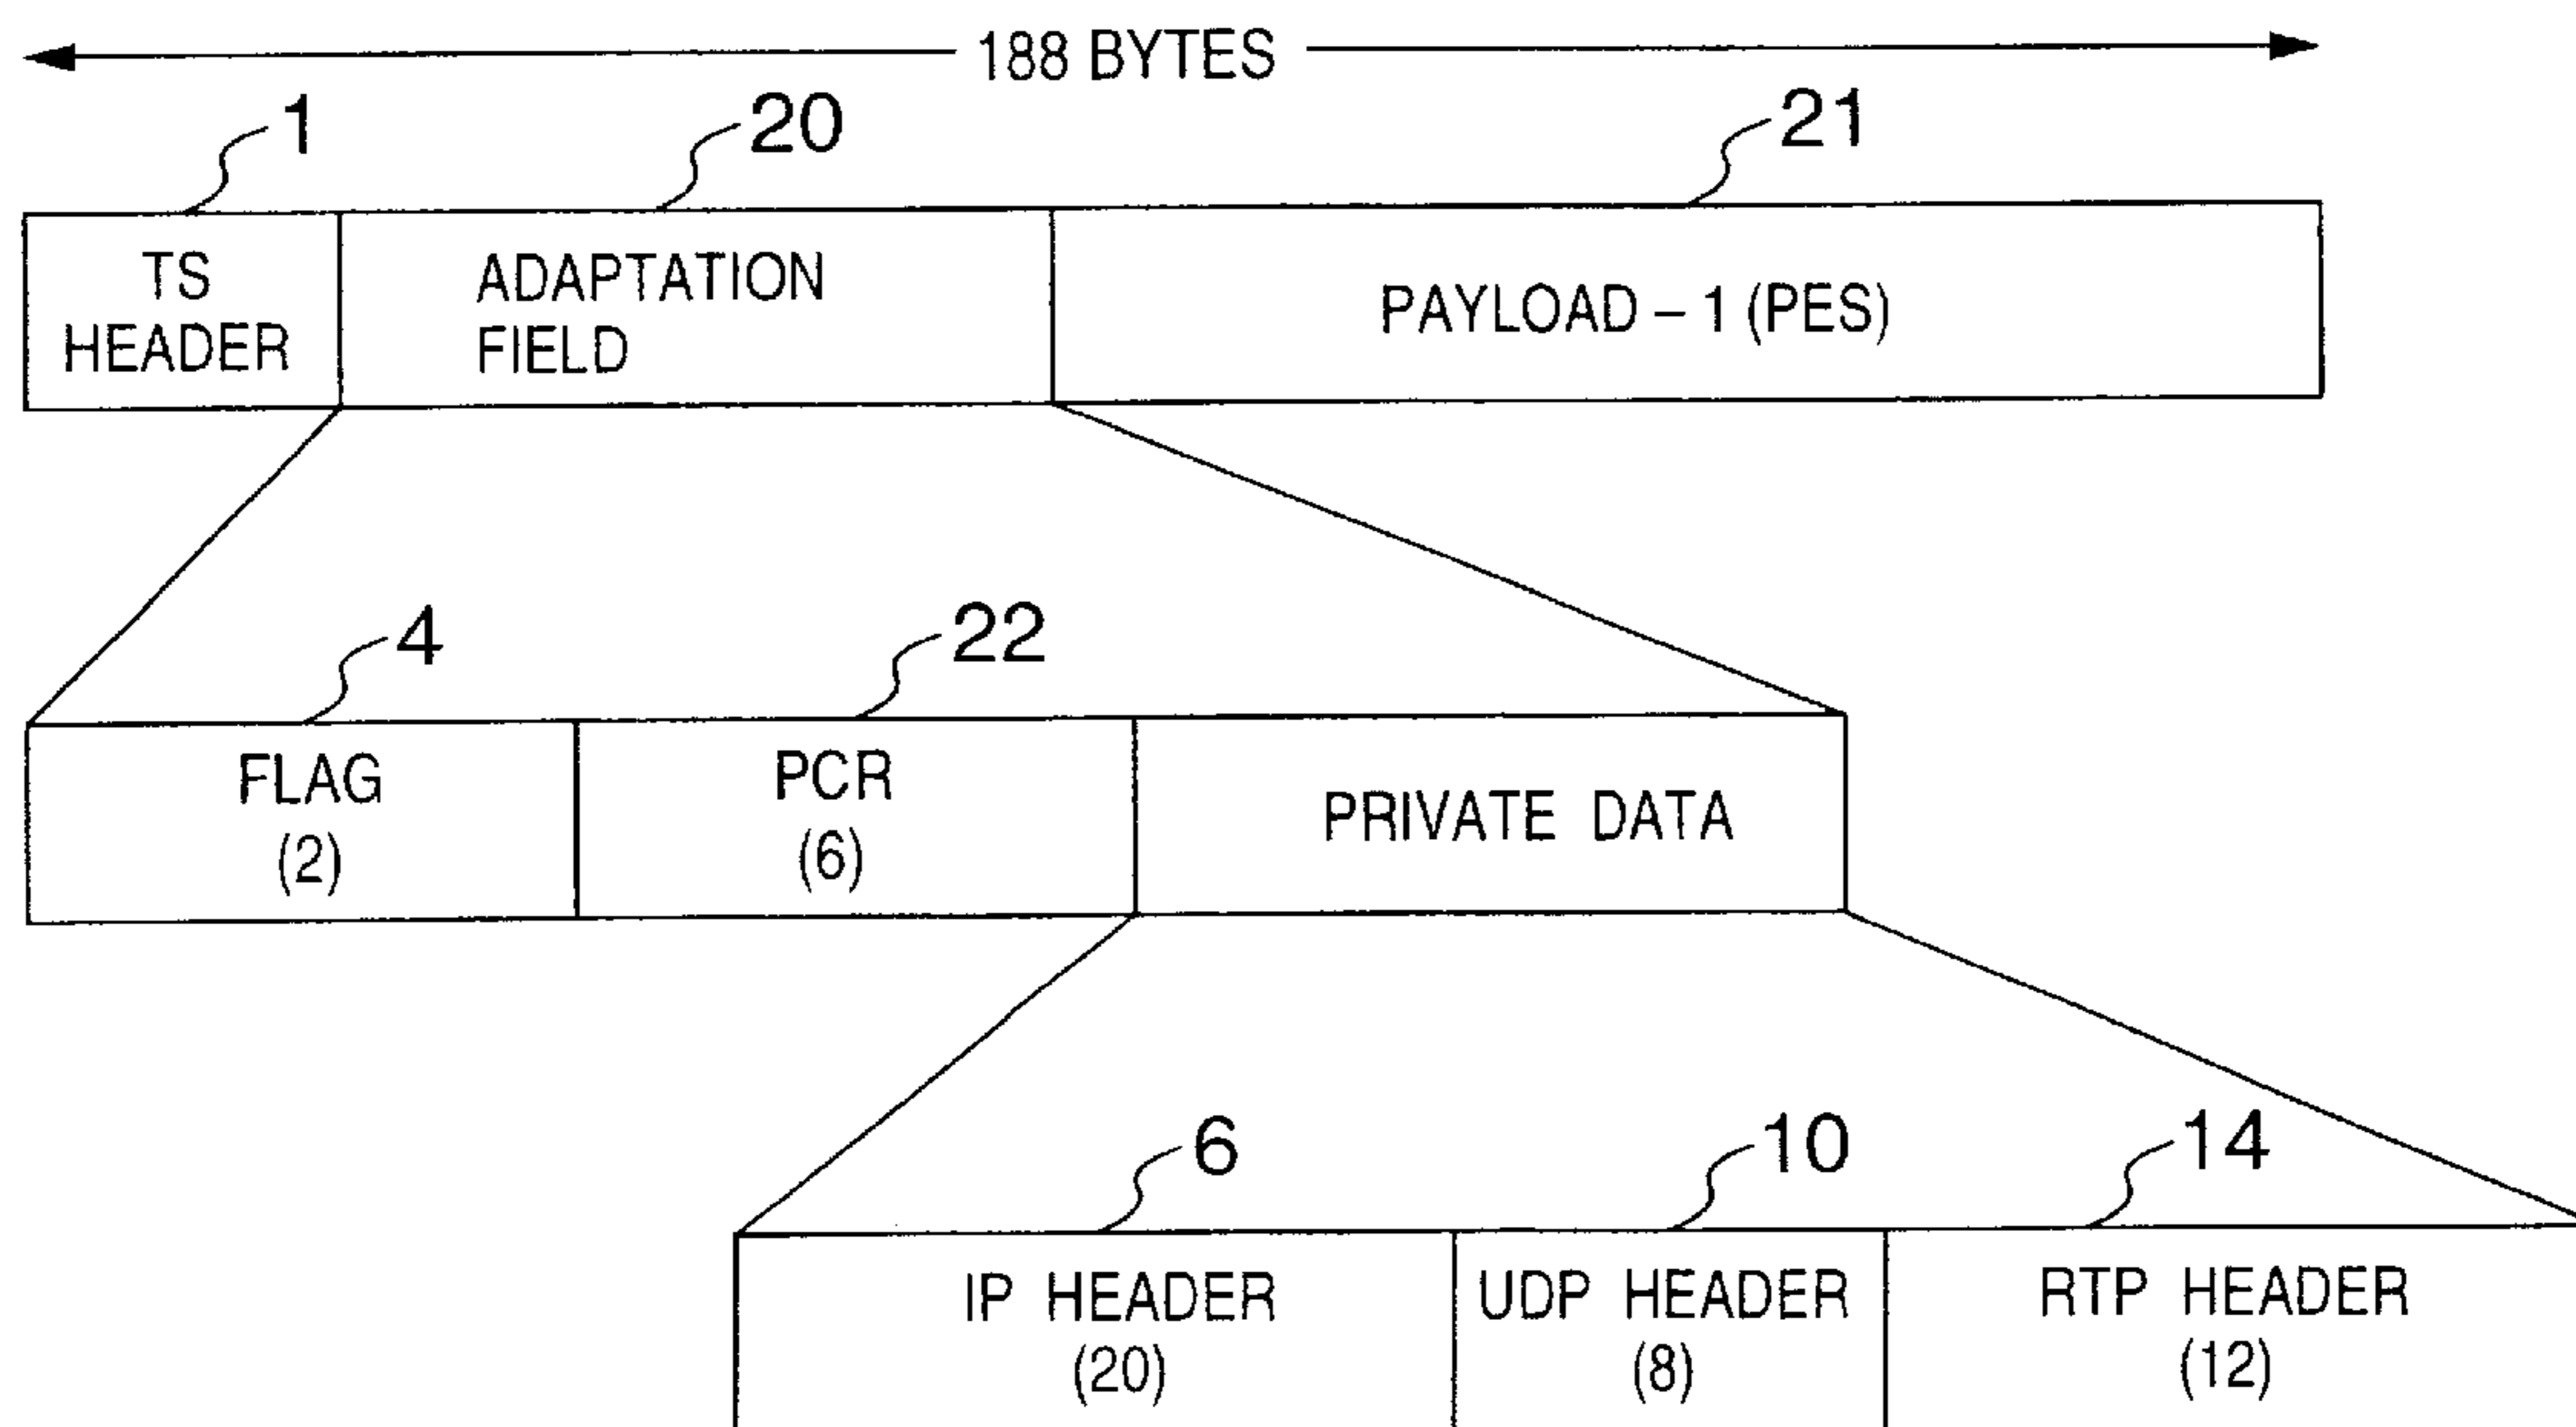 188 BYTES
1
20
21
TS
HEADER
ADAPTATION
FIELD
PAYLOAD – 1 (PES)
4
22
FLAG
(2)
PCR
(6)
PRIVATE DATA
6
10
14
IP HEADER
(20)
UDP HEADER
(8)
RTP HEADER
(12)